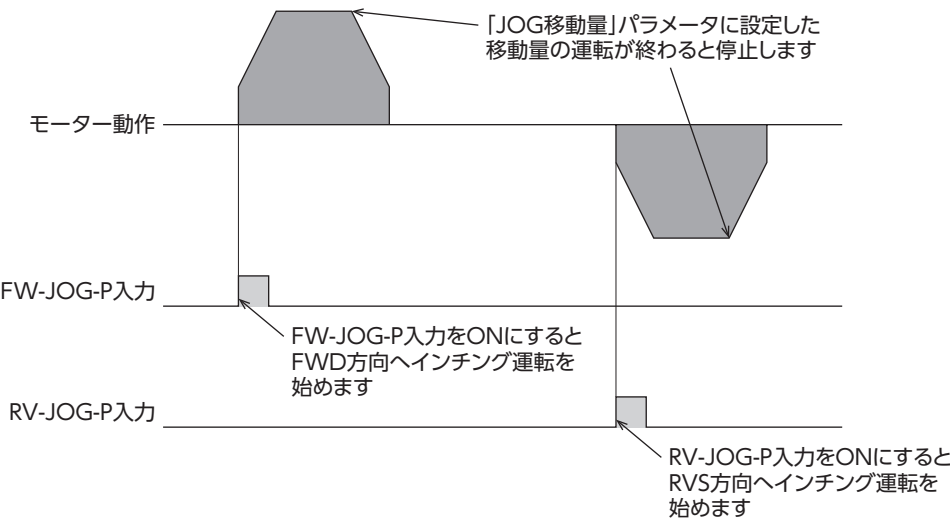 「JOG移動量」パラメータに設定した
移動量の運転が終わると停止します
モーター動作
FW-JOG-P入力
FW-JOG-P入力をONにすると
FWD方向へインチング運転を
始めます
RV-JOG-P入力
RV-JOG-P入力をONにすると
RVS方向へインチング運転を
始めます